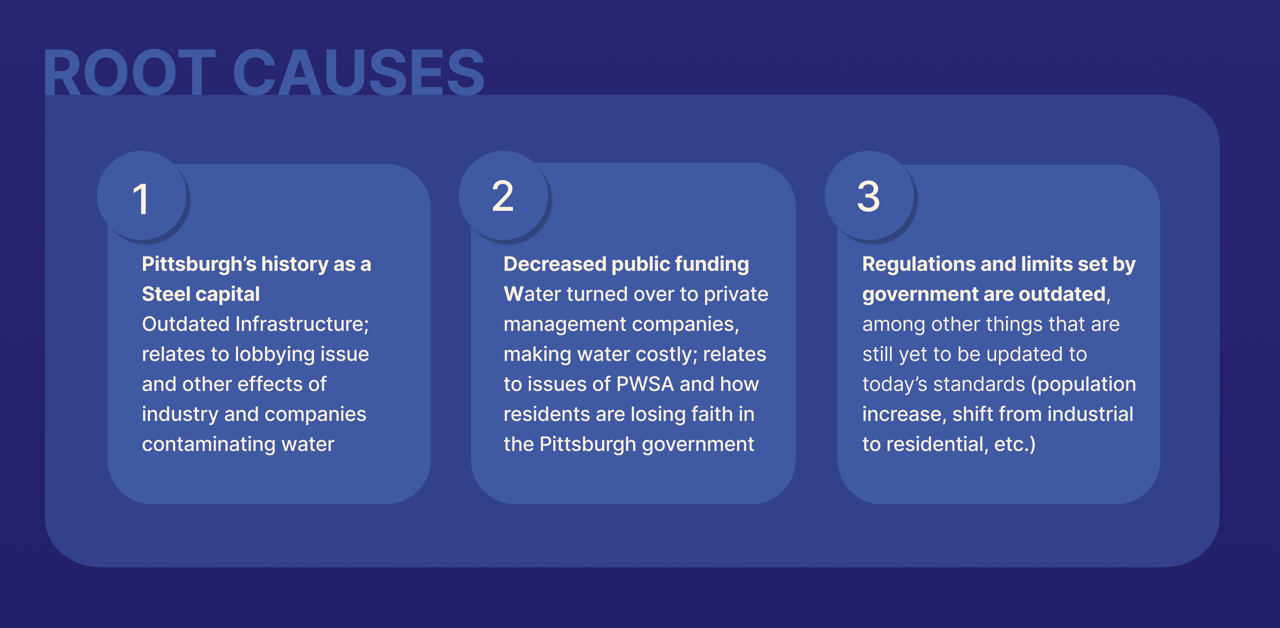 ROOT CAUSES
1
Pittsburgh’s history as a
Steel capital
Outdated Infrastructure;
relates to lobbying issue
and other effects of
industry and companies
contaminating water
2
Decreased public funding
Water turned over to private
management companies,
making water costly; relates
to issues of PWSA and how
residents are losing faith in
the Pittsburgh government
3
Regulations and limits set by
government are outdated,
among other things that are
still yet to be updated to
today’s standards (population
increase, shift from industrial
to residential, etc.)